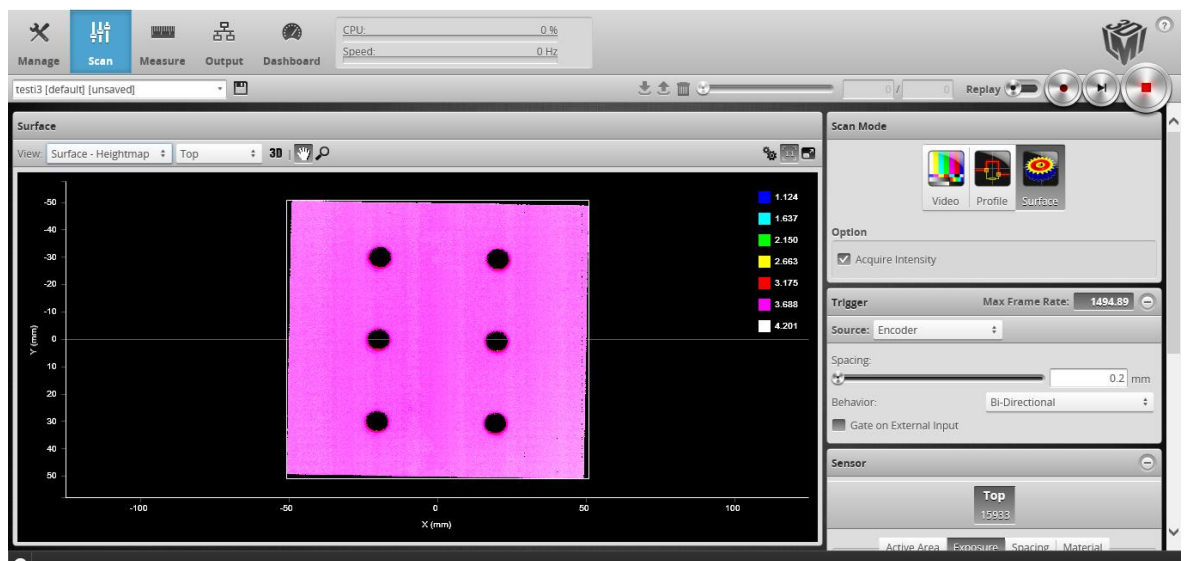 CPU: 0 %
Speed: 0 Hz
Manage Scan Measure Output Dashboard
?
testi3 [default] [unsaved]
0 / 0 Replay
Surface
View: Surface - Heightmap Top 3D 1:1
1.124
1.637
2.150
2.663
3.175
3.688
4.201
-50
-40
-30
-20
-10
0
10
20
30
40
50
Y (mm)
-100 -50 0 50 100
X (mm)
Scan Mode
Video Profile Surface
Option
Acquire Intensity
Trigger Max Frame Rate: 1494.89
Source: Encoder
Spacing:
0.2 mm
Behavior: Bi-Directional
Gate on External Input
Sensor
Top
15933
Active Area Exposure Spacing Material